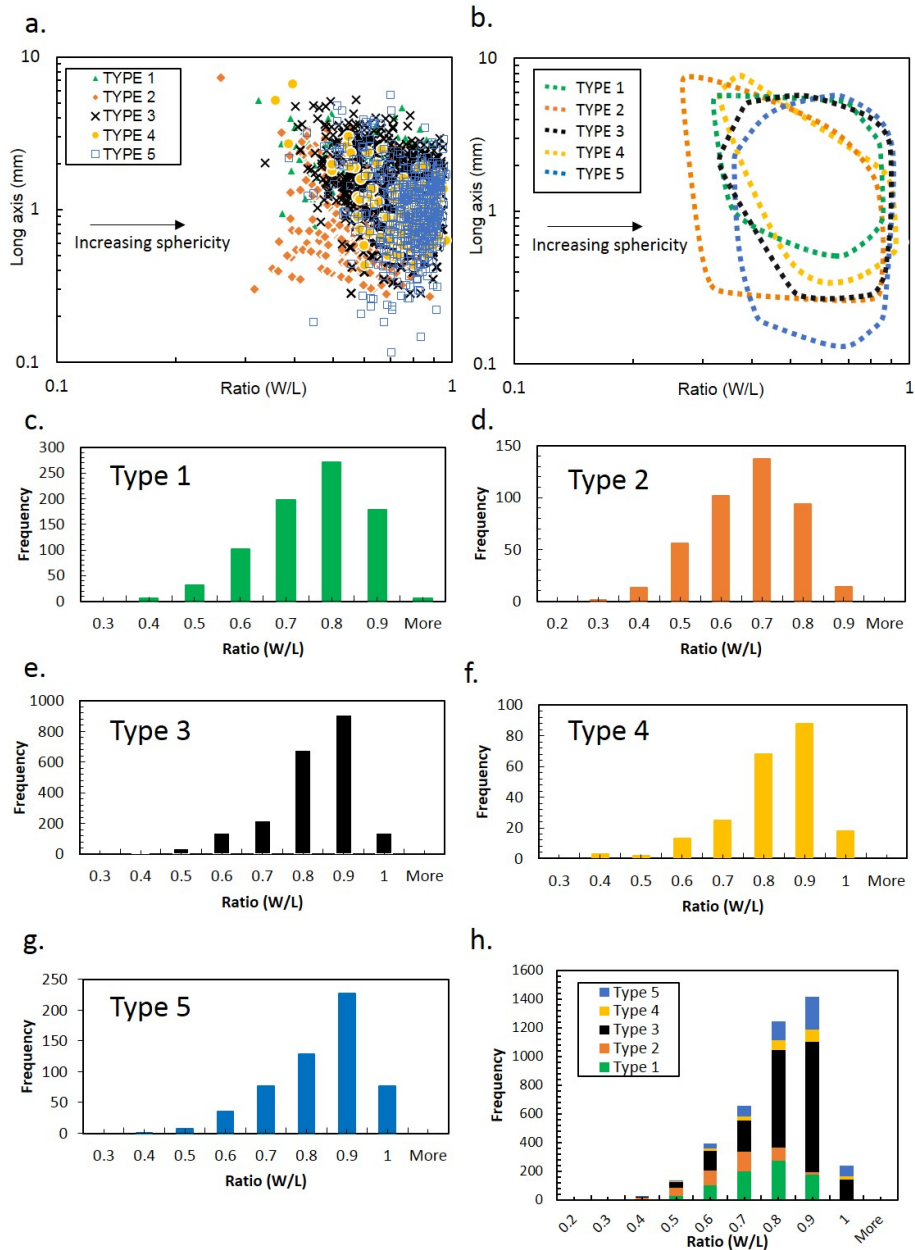 a.
10
TYPE 1
TYPE 2
TYPE 3
TYPE 4
TYPE 5
Long axis (mm)
1
Increasing sphericity
0.1
0.1
Ratio (W/L)
1
b.
10
TYPE 1
TYPE 2
TYPE 3
TYPE 4
TYPE 5
Long axis (mm)
1
Increasing sphericity
0.1
0.1
Ratio (W/L)
1
c.
Type 1
Frequency
300
250
200
150
100
50
0
0.3 0.4 0.5 0.6 0.7 0.8 0.9 More
Ratio (W/L)
d.
Type 2
Frequency
150
100
50
0
0.2 0.3 0.4 0.5 0.6 0.7 0.8 0.9 More
Ratio (W/L)
e.
Type 3
Frequency
1000
800
600
400
200
0
0.3 0.4 0.5 0.6 0.7 0.8 0.9 1 More
Ratio (W/L)
f.
Type 4
Frequency
100
80
60
40
20
0
0.3 0.4 0.5 0.6 0.7 0.8 0.9 1 More
Ratio (W/L)
g.
Type 5
Frequency
250
200
150
100
50
0
0.3 0.4 0.5 0.6 0.7 0.8 0.9 1 More
Ratio (W/L)
h.
Type 5
Type 4
Type 3
Type 2
Type 1
Frequency
1600
1400
1200
1000
800
600
400
200
0
0.2 0.3 0.4 0.5 0.6 0.7 0.8 0.9 1 More
Ratio (W/L)